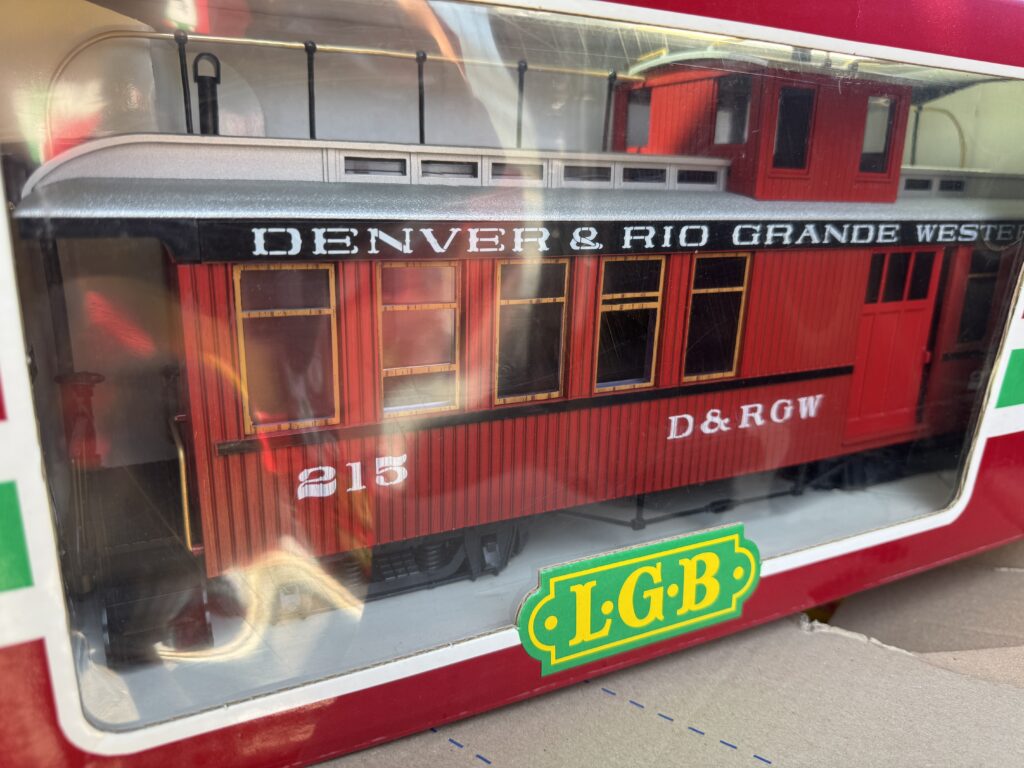 DENVER & RIO GRANDE WESTE
D&RGW
215
L·G·B